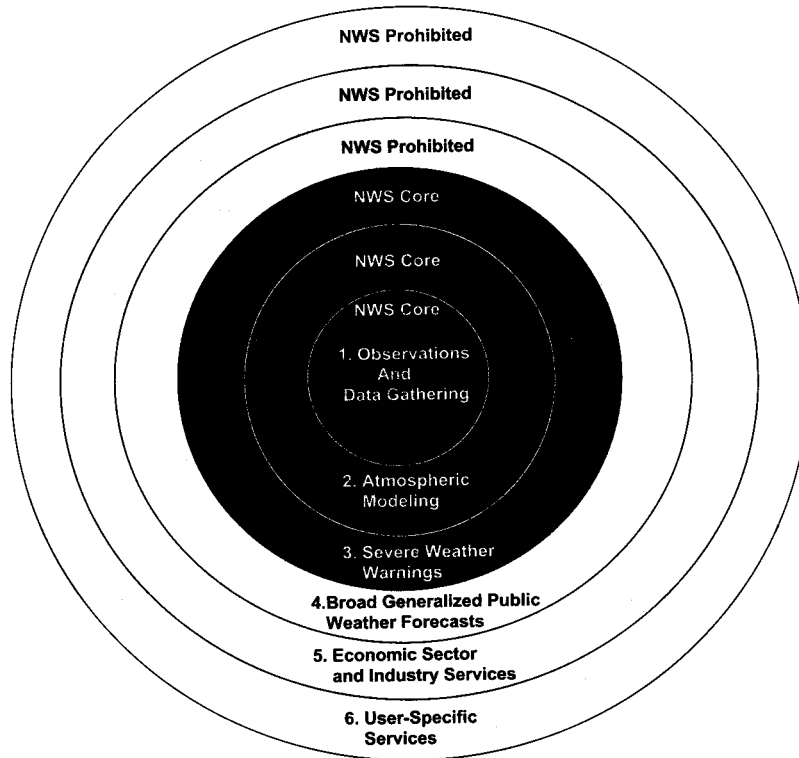 NWS Prohibited
NWS Prohibited
NWS Prohibited
NWS Core
NWS Core
NWS Core
1. Observations
And
Data Gathering
2. Atmospheric
Modeling
3. Severe Weather
Warnings
4.Broad Generalized Public
Weather Forecasts
5. Economic Sector
and Industry Services
6. User-Specific
Services